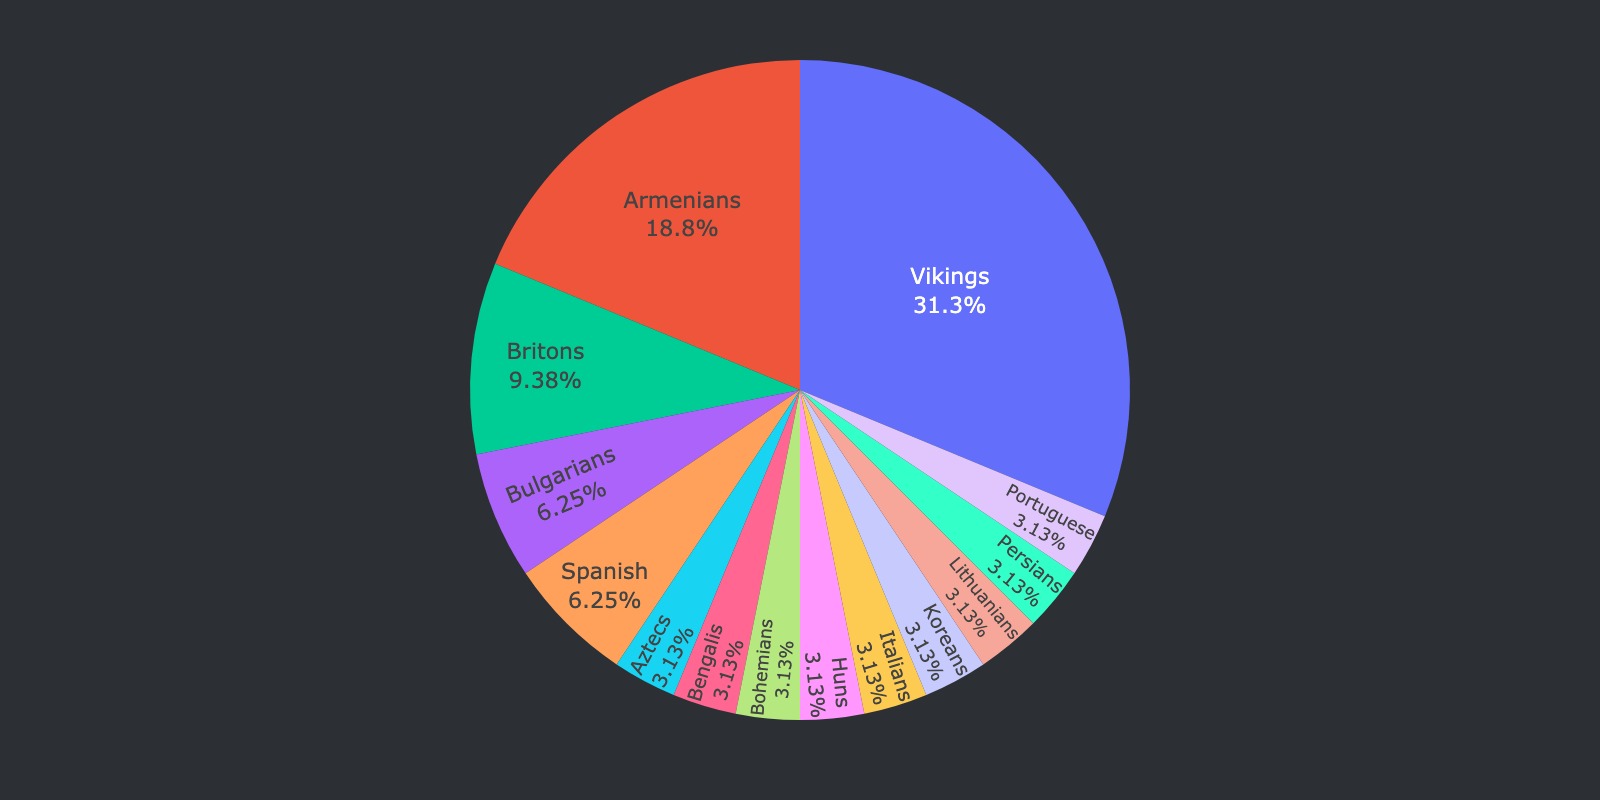 Armenians
18.8%
Vikings
31.3%
Britons
9.38%
Bulgarians
6.25%
Spanish
6.25%
Aztecs
3.13%
Bengalis
3.13%
Bohemians
3.13%
Huns
3.13%
Italians
3.13%
Koreans
3.13%
Lithuanians
3.13%
Persians
3.13%
Portuguese
3.13%